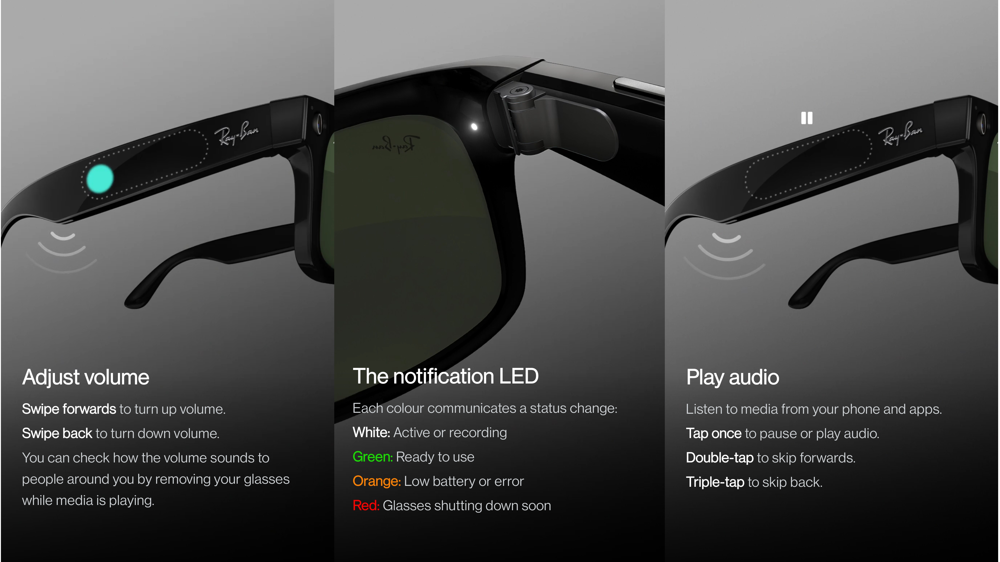 Ray-Ban
Adjust volume
Swipe forwards to turn up volume.
Swipe back to turn down volume.
You can check how the volume sounds to
people around you by removing your glasses
while media is playing.
Ray-Ban
The notification LED
Each colour communicates a status change:
White: Active or recording
Green: Ready to use
Orange: Low battery or error
Red: Glasses shutting down soon
Ray-Ban
Play audio
Listen to media from your phone and apps.
Tap once to pause or play audio.
Double-tap to skip forwards.
Triple-tap to skip back.